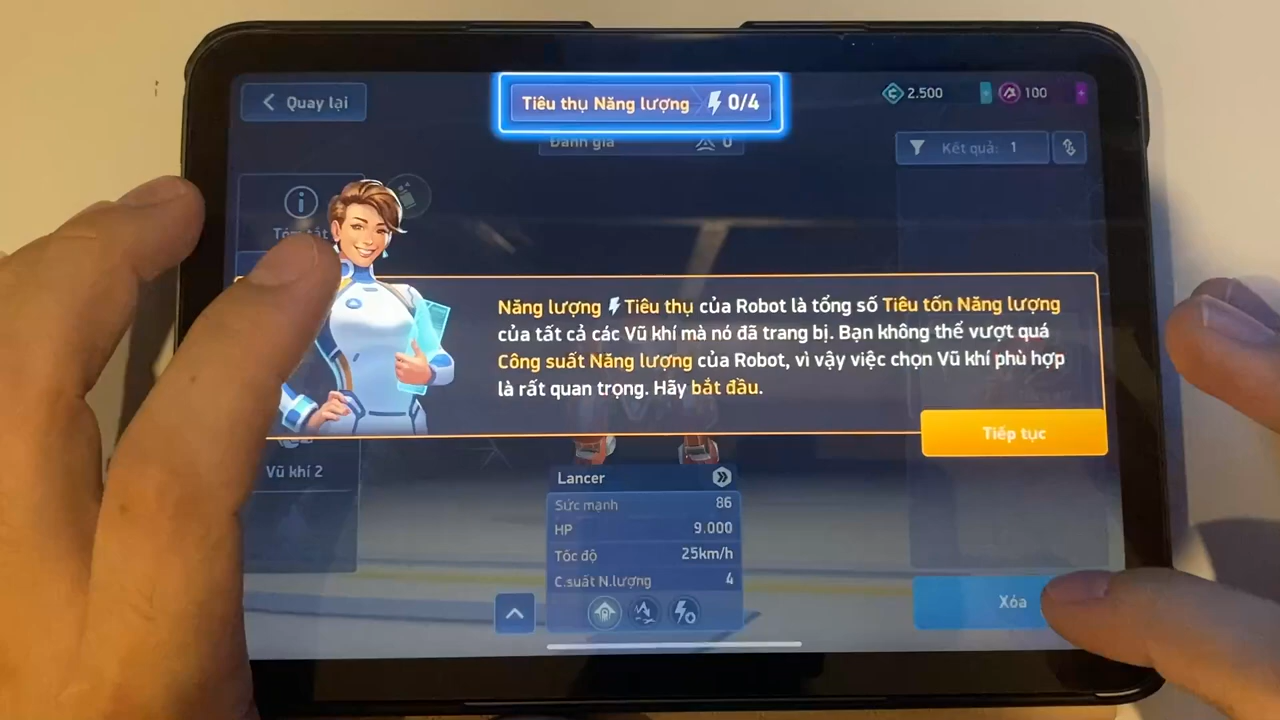 Quay lại
Tiêu thụ Năng lượng 0/4
2.500
100
Đánh giá 0
Kết quả: 1
Tóm tắt
Năng lượng Tiêu thụ của Robot là tổng số Tiêu tốn Năng lượng
của tất cả các Vũ khí mà nó đã trang bị. Bạn không thể vượt quá
Công suất Năng lượng của Robot, vì vậy việc chọn Vũ khí phù hợp
là rất quan trọng. Hãy bắt đầu.
Tiếp tục
Vũ khí 2
Lancer
Sức mạnh 86
HP 9.000
Tốc độ 25km/h
C.suất N.lượng 4
Xóa